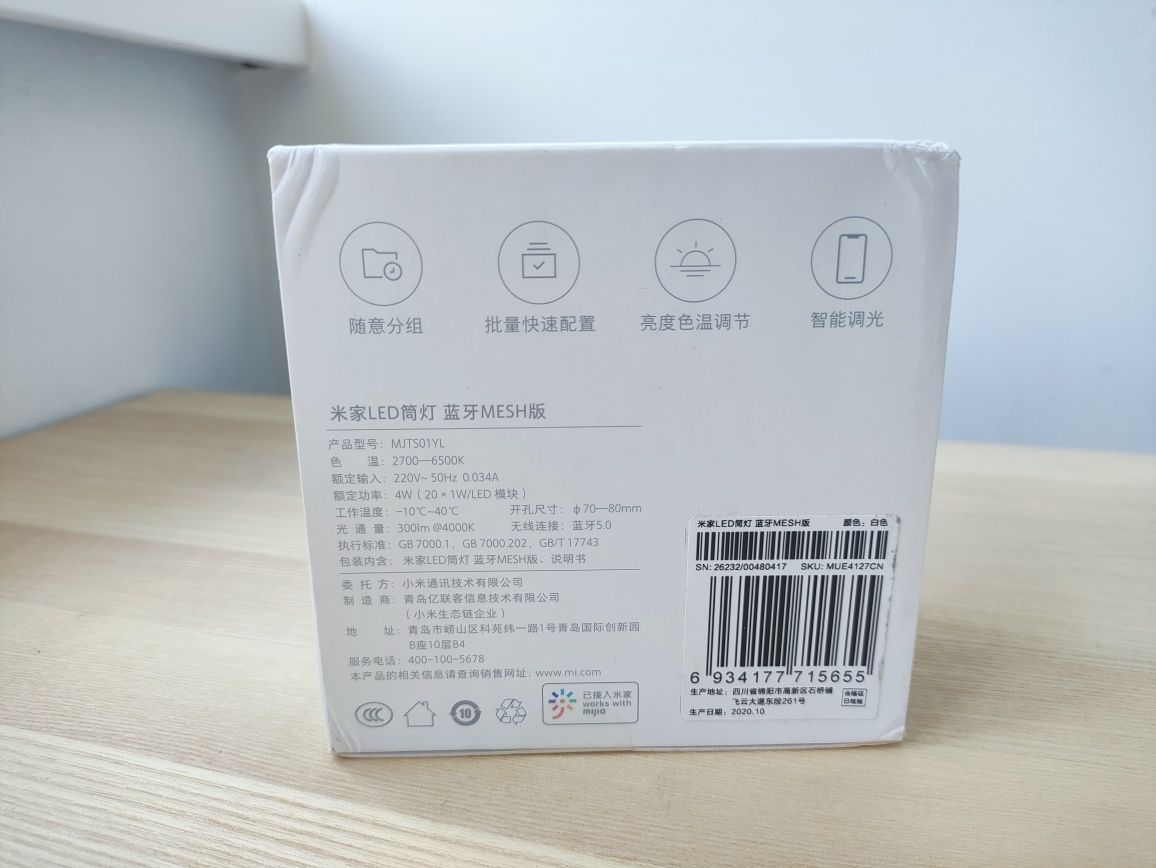 随意分组
批量快速配置
亮度色温调节
智能调光
米家LED筒灯 蓝牙MESH版
产品型号：MJTS01YL
色　　温：2700—6500K
额定输入：220V~ 50Hz 0.034A
额定功率：4W（20×1W/LED 模块）
工作温度：-10℃~40℃　　开孔尺寸：φ70—80mm
光 通 量：300lm @4000K　　无线连接：蓝牙5.0
执行标准：GB 7000.1，GB 7000.202，GB/T 17743
包装内含：米家LED筒灯 蓝牙MESH版、说明书
委 托 方：小米通讯技术有限公司
制 造 商：青岛亿联客信息技术有限公司
（小米生态链企业）
地　　址：青岛市崂山区科苑纬一路1号青岛国际创新园
B座10层B4
服务电话：400-100-5678
本产品的相关信息请查询销售网址：www.mi.com
CCC
10
已接入米家
works with
mijia
米家LED筒灯 蓝牙MESH版　　颜色：白色
SN: 26232/00480417　SKU: MUE4127CN
6 934177 715655
生产地址：四川省绵阳市高新区石桥铺
飞云大道东段261号
生产日期：2020.10
合格证
已检验